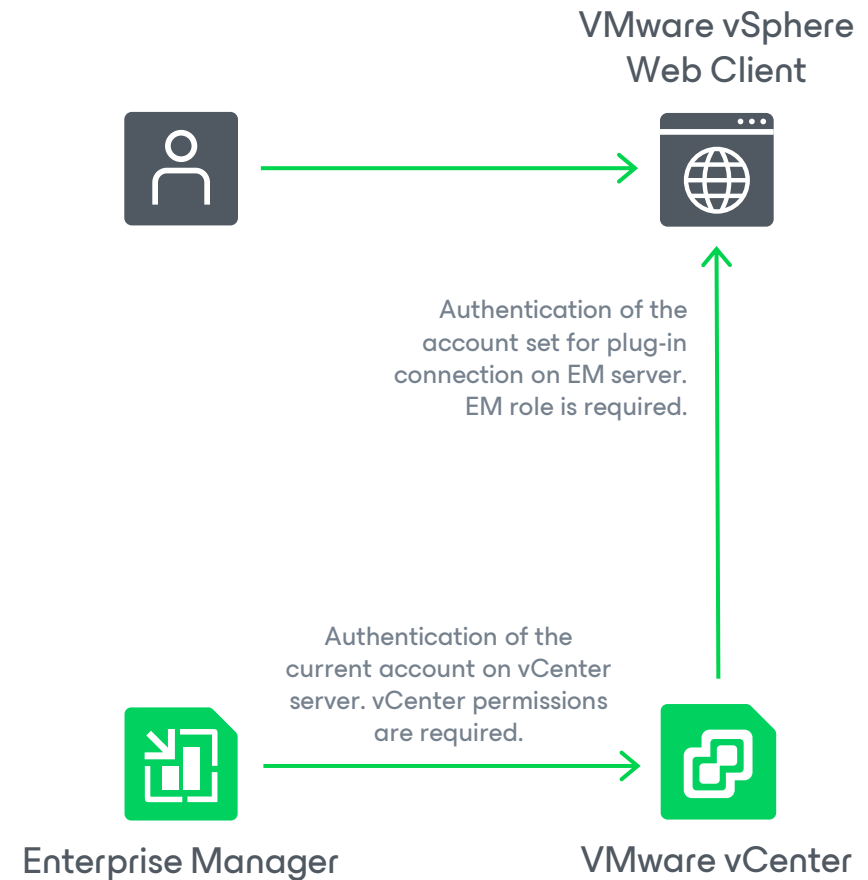 VMware vSphere
Web Client
Authentication of the
account set for plug-in
connection on EM server.
EM role is required.
Authentication of the
current account on vCenter
server. vCenter permissions
are required.
Enterprise Manager
VMware vCenter